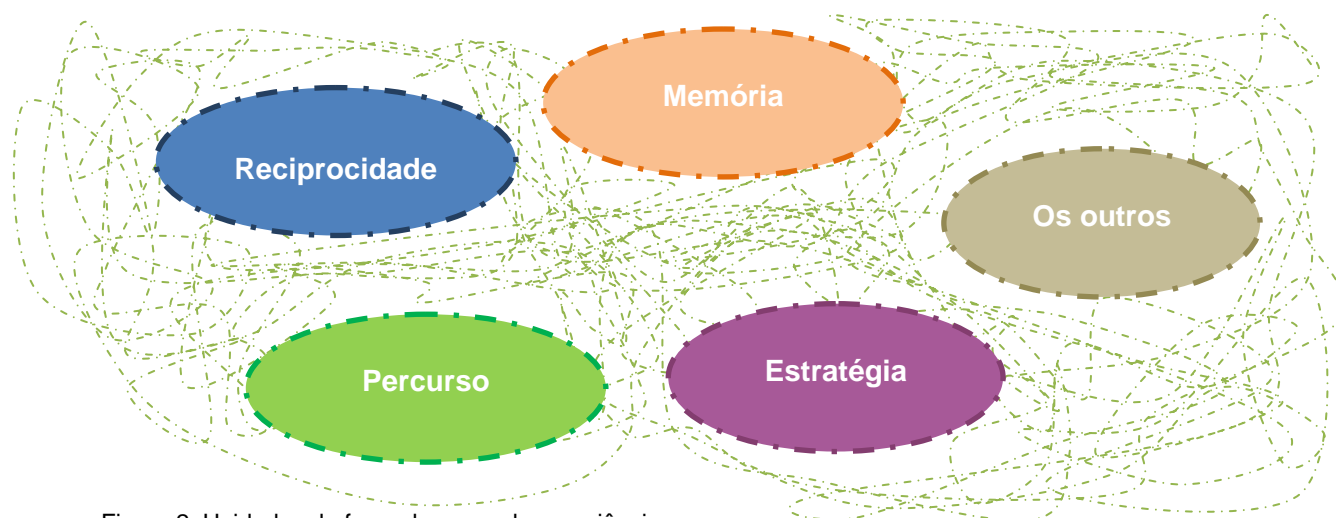 Memória
Reciprocidade
Os outros
Estratégia
Percurso